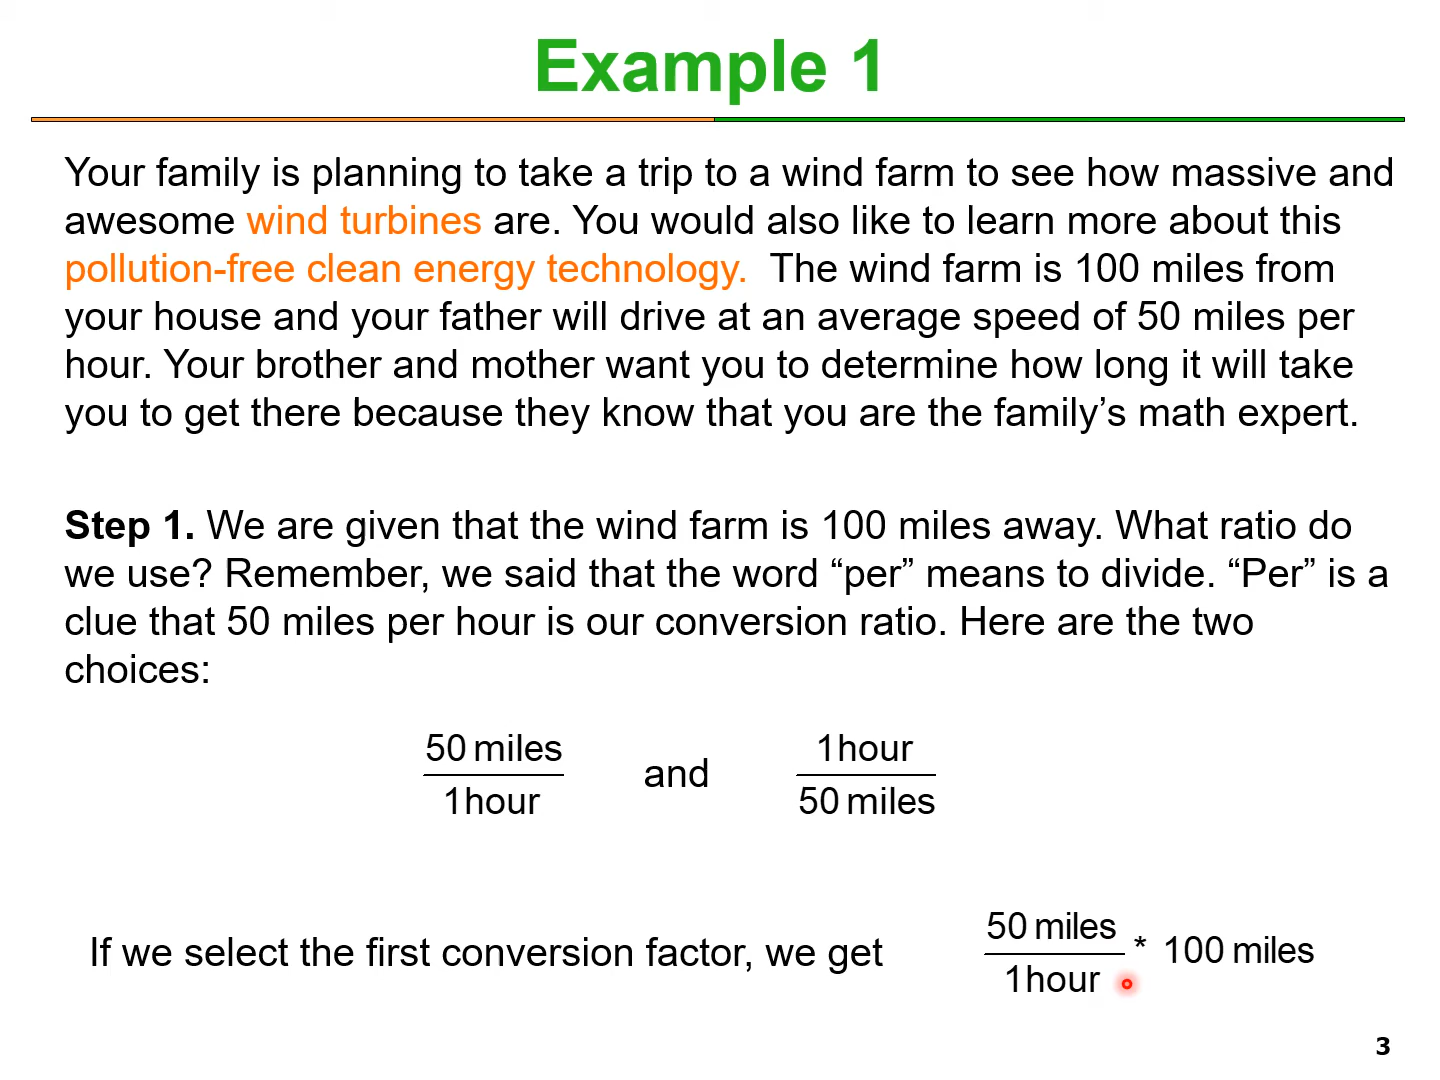 Example 1
Your family is planning to take a trip to a wind farm to see how massive and
awesome wind turbines are. You would also like to learn more about this
pollution-free clean energy technology. The wind farm is 100 miles from
your house and your father will drive at an average speed of 50 miles per
hour. Your brother and mother want you to determine how long it will take
you to get there because they know that you are the family’s math expert.
Step 1. We are given that the wind farm is 100 miles away. What ratio do
we use? Remember, we said that the word “per” means to divide. “Per” is a
clue that 50 miles per hour is our conversion ratio. Here are the two
choices:
50 miles
1hour
and
1hour
50 miles
If we select the first conversion factor, we get
50 miles
1hour
* 100 miles
3